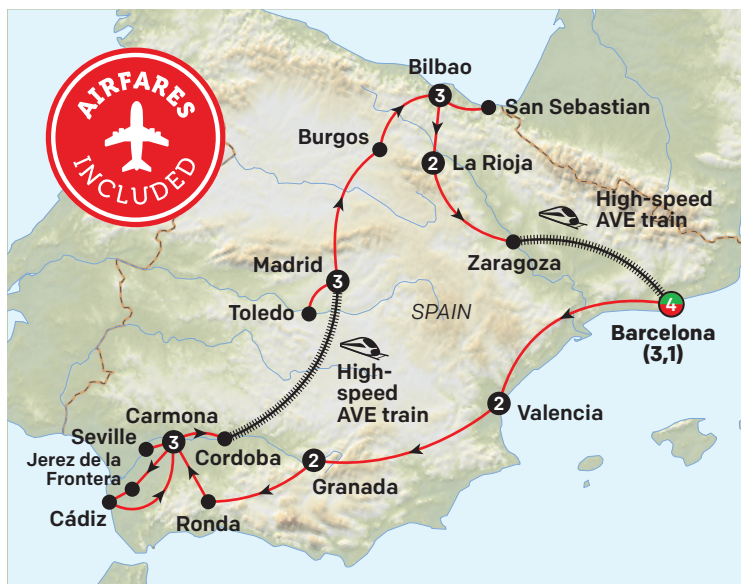 AIRFARES
INCLUDED
Bilbao
3
San Sebastian
Burgos
2
La Rioja
High-speed
AVE train
Zaragoza
Madrid
3
Toledo
SPAIN
4
Barcelona
(3,1)
High-
speed
AVE train
2
Valencia
Carmona
Seville
3
Cordoba
Jerez de la
Frontera
2
Granada
Cádiz
Ronda